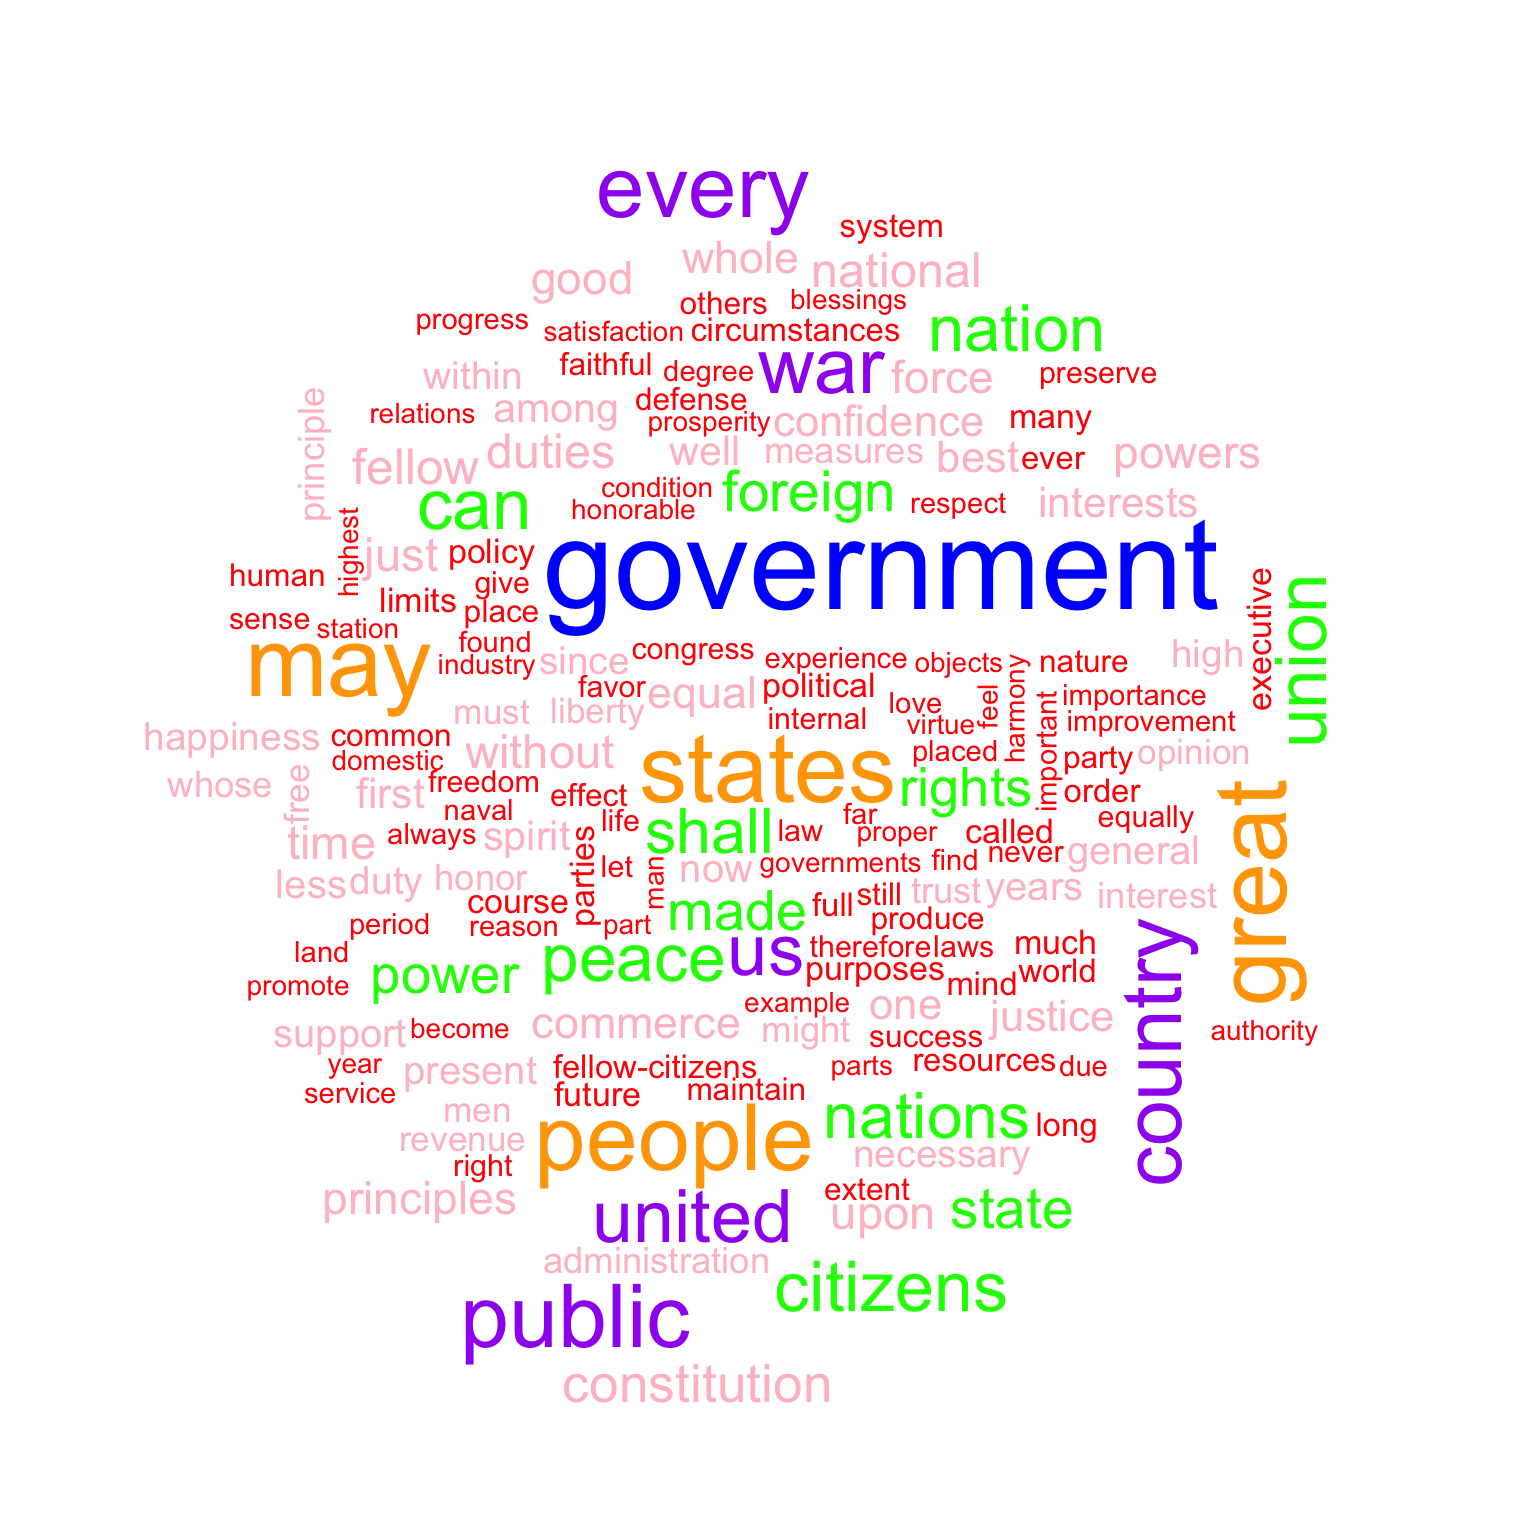 every
system
whole
national
good
others
blessings
progress
satisfaction
circumstances
nation
war
faithful
degree
force
preserve
within
relations
among
defense
prosperity
confidence
many
principle
fellow
duties
well
measures
best
ever
powers
can
condition
honorable
foreign
respect
interests
highest
just
policy
government
human
give
limits
place
sense
station
found
may
industry
since
congress
experience
objects
harmony
nature
high
executive
union
favor
equal
political
love
feel
important
importance
must
liberty
internal
virtue
improvement
happiness
common
domestic
without
states
placed
party
opinion
whose
free
first
freedom
effect
rights
order
great
naval
life
shall
far
equally
time
always
spirit
parties
law
proper
called
never
general
less
duty
honor
let
man
now
governments
find
course
made
full
still
trust
years
interest
period
reason
part
produce
country
land
peace
us
therefore
laws
much
promote
power
purposes
mind
world
example
one
justice
support
become
commerce
might
success
authority
year
present
fellow-citizens
parts
resources
due
service
future
maintain
men
people
nations
long
revenue
right
necessary
principles
united
extent
upon
state
administration
citizens
public
constitution